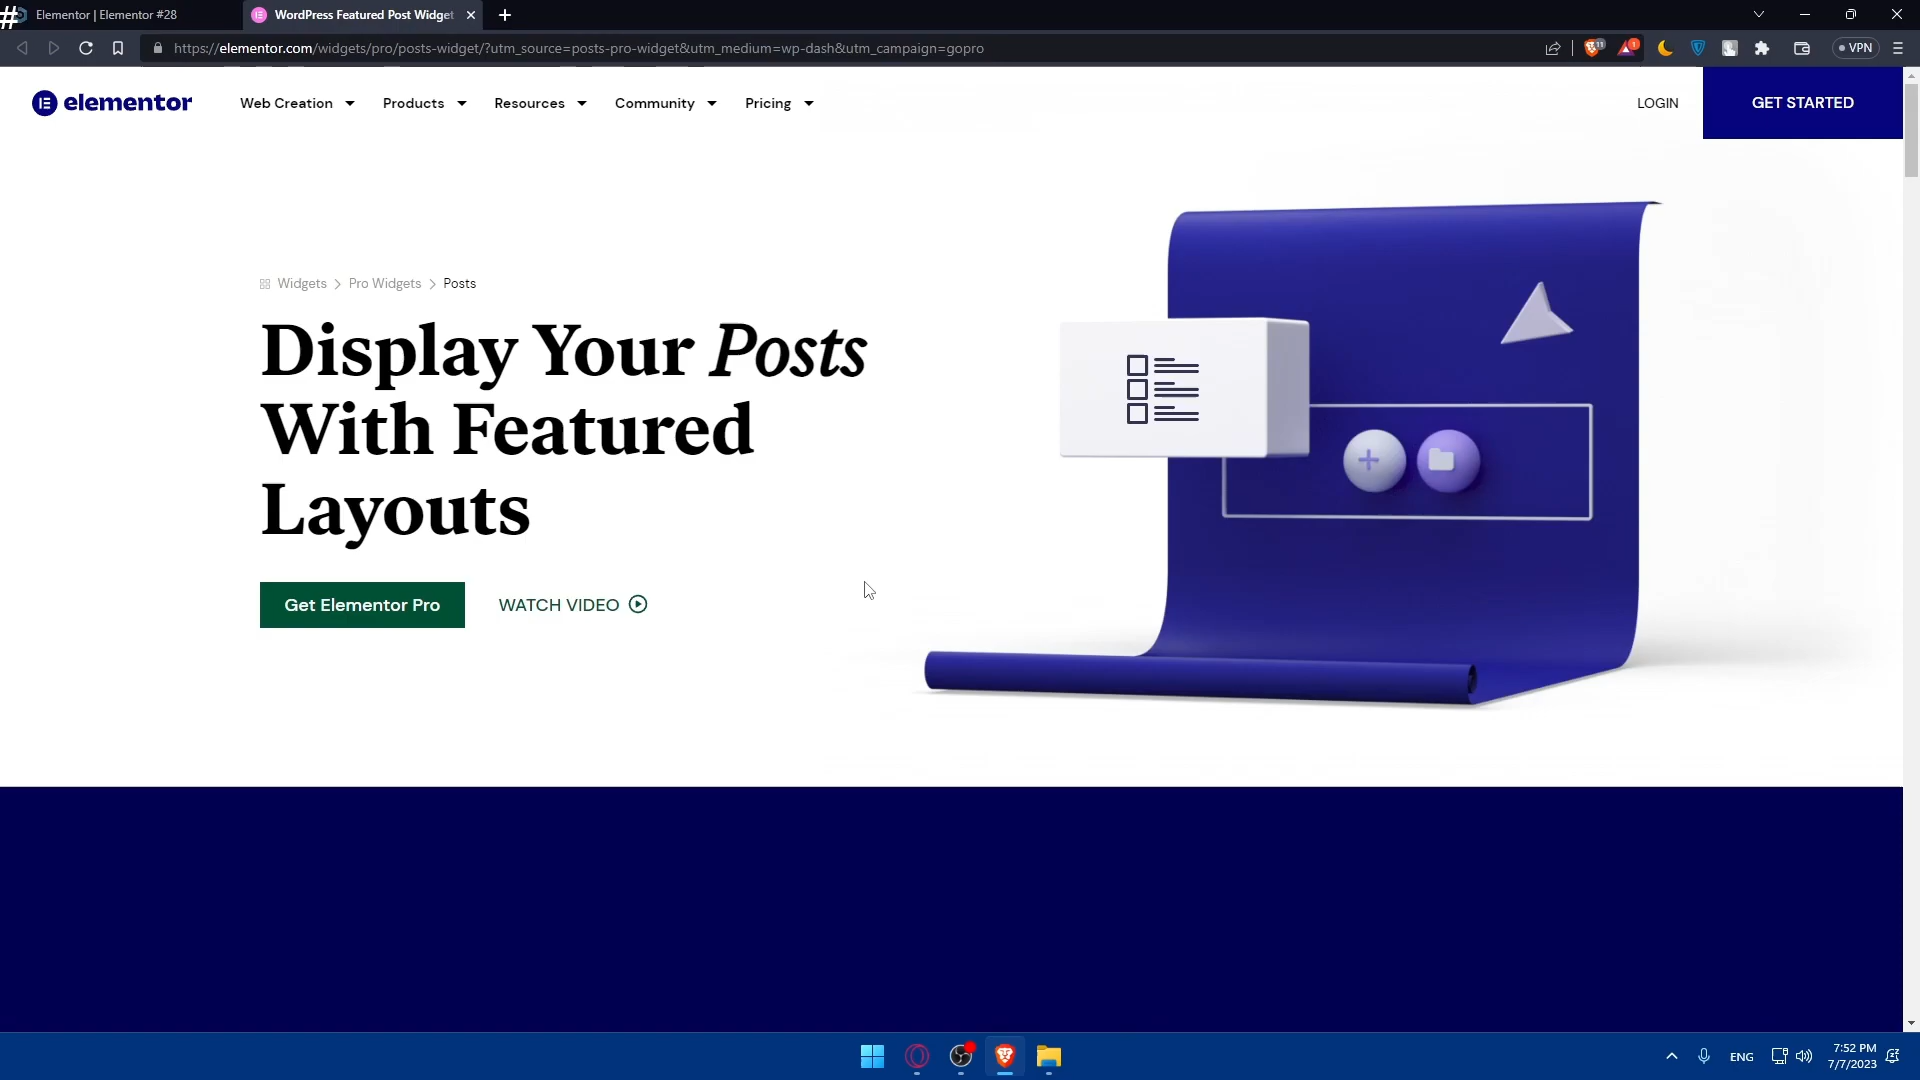 Elementor | Elementor #28
WordPress Featured Post Widget
https://elementor.com/widgets/pro/posts-widget/?utm_source=posts-pro-widget&utm_medium=wp-dash&utm_campaign=gopro
11
1
VPN
elementor
Web Creation
Products
Resources
Community
Pricing
LOGIN
GET STARTED
Widgets
Pro Widgets
Posts
Display Your Posts
With Featured
Layouts
Get Elementor Pro
WATCH VIDEO
ENG
7:52 PM
7/7/2023